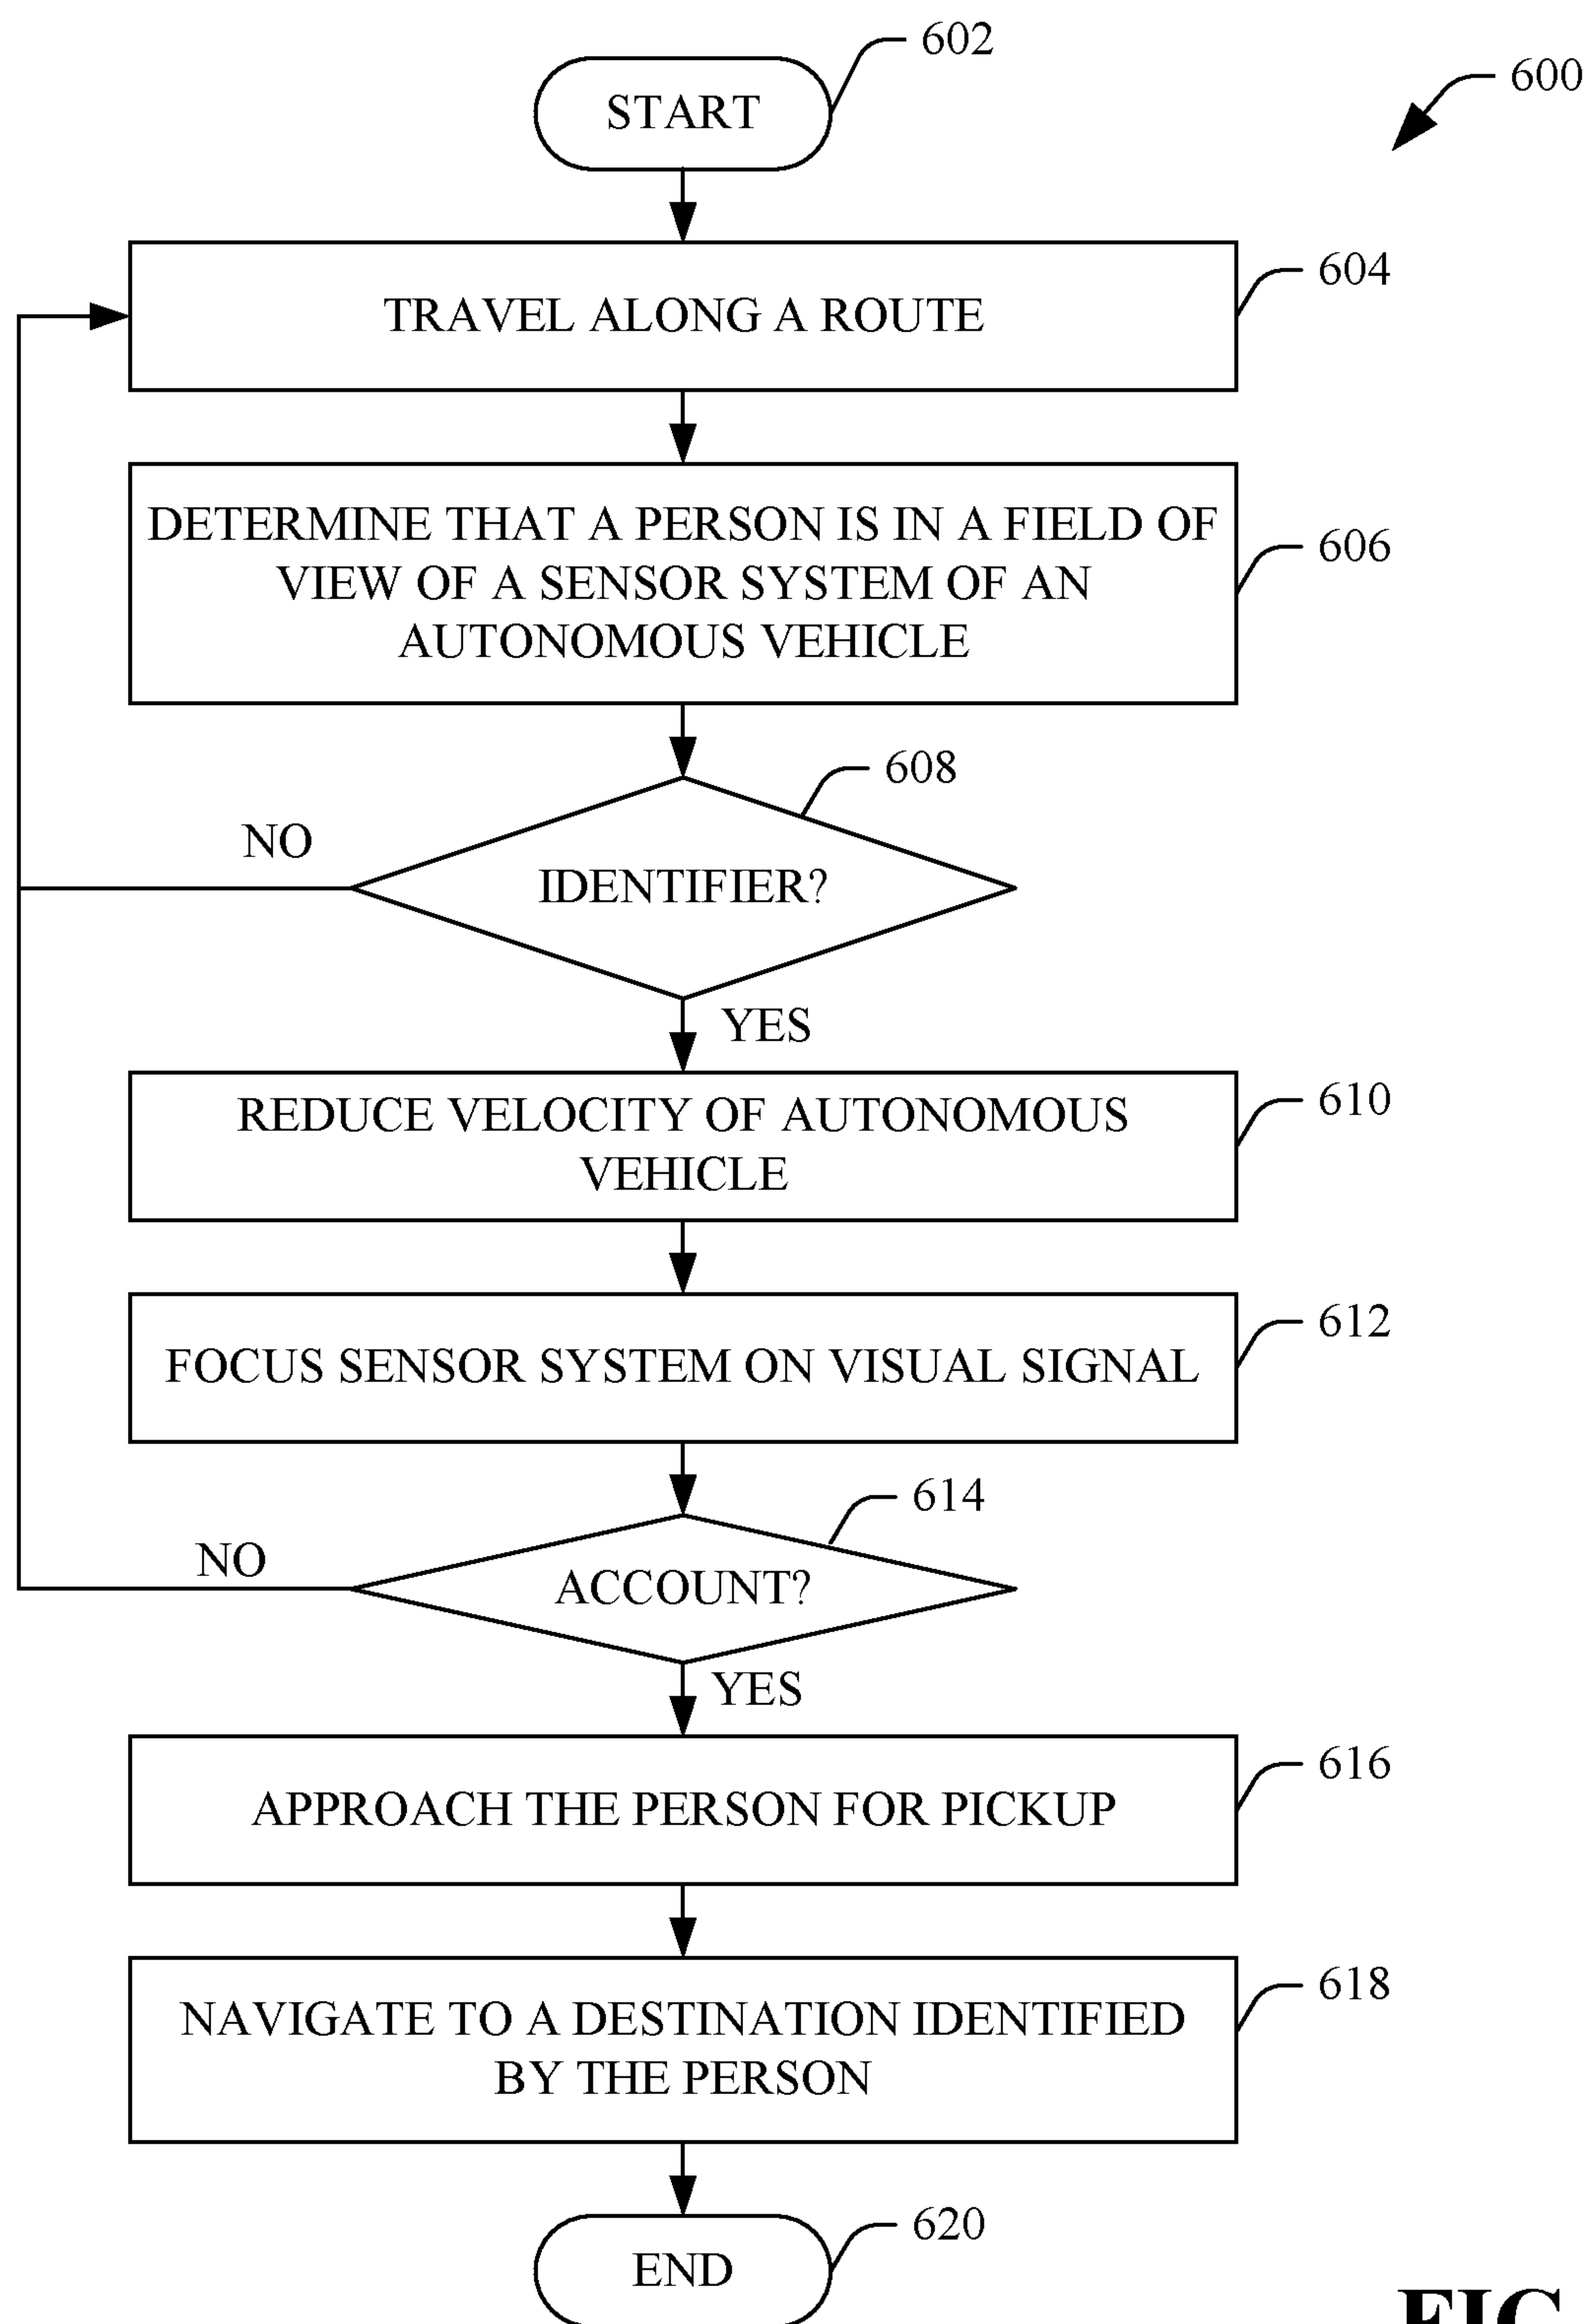 602
600
START
604
TRAVEL ALONG A ROUTE
DETERMINE THAT A PERSON IS IN A FIELD OF
VIEW OF A SENSOR SYSTEM OF AN
AUTONOMOUS VEHICLE
606
608
NO
IDENTIFIER?
YES
REDUCE VELOCITY OF AUTONOMOUS
VEHICLE
610
612
FOCUS SENSOR SYSTEM ON VISUAL SIGNAL
614
NO
ACCOUNT?
YES
616
APPROACH THE PERSON FOR PICKUP
618
NAVIGATE TO A DESTINATION IDENTIFIED
BY THE PERSON
620
END